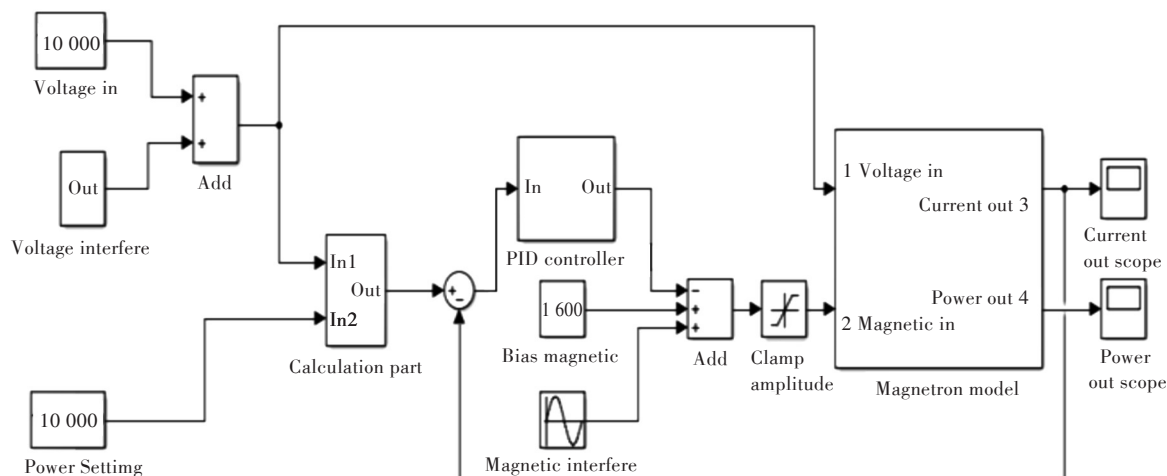 10 000
Voltage in
+
+
Add
Out
Voltage interfere
In1
Out
In2
Calculation part
10 000
Power Settimg
+
−
In
Out
PID controller
1 600
Bias magnetic
Magnetic interfere
−
+
+
Add
Clamp
amplitude
1 Voltage in
Current out 3
Power out 4
2 Magnetic in
Magnetron model
Current
out scope
Power
out scope